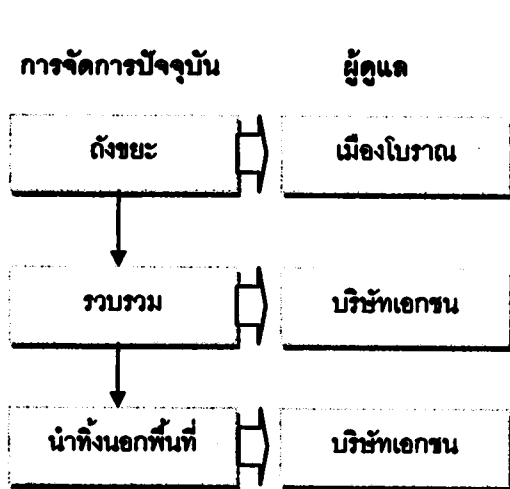 การจัดการปัจจุบัน ผู้ดูแล
ถังขยะ เมืองโบราณ
รวบรวม บริษัทเอกชน
นำทิ้งนอกพื้นที่ บริษัทเอกชน